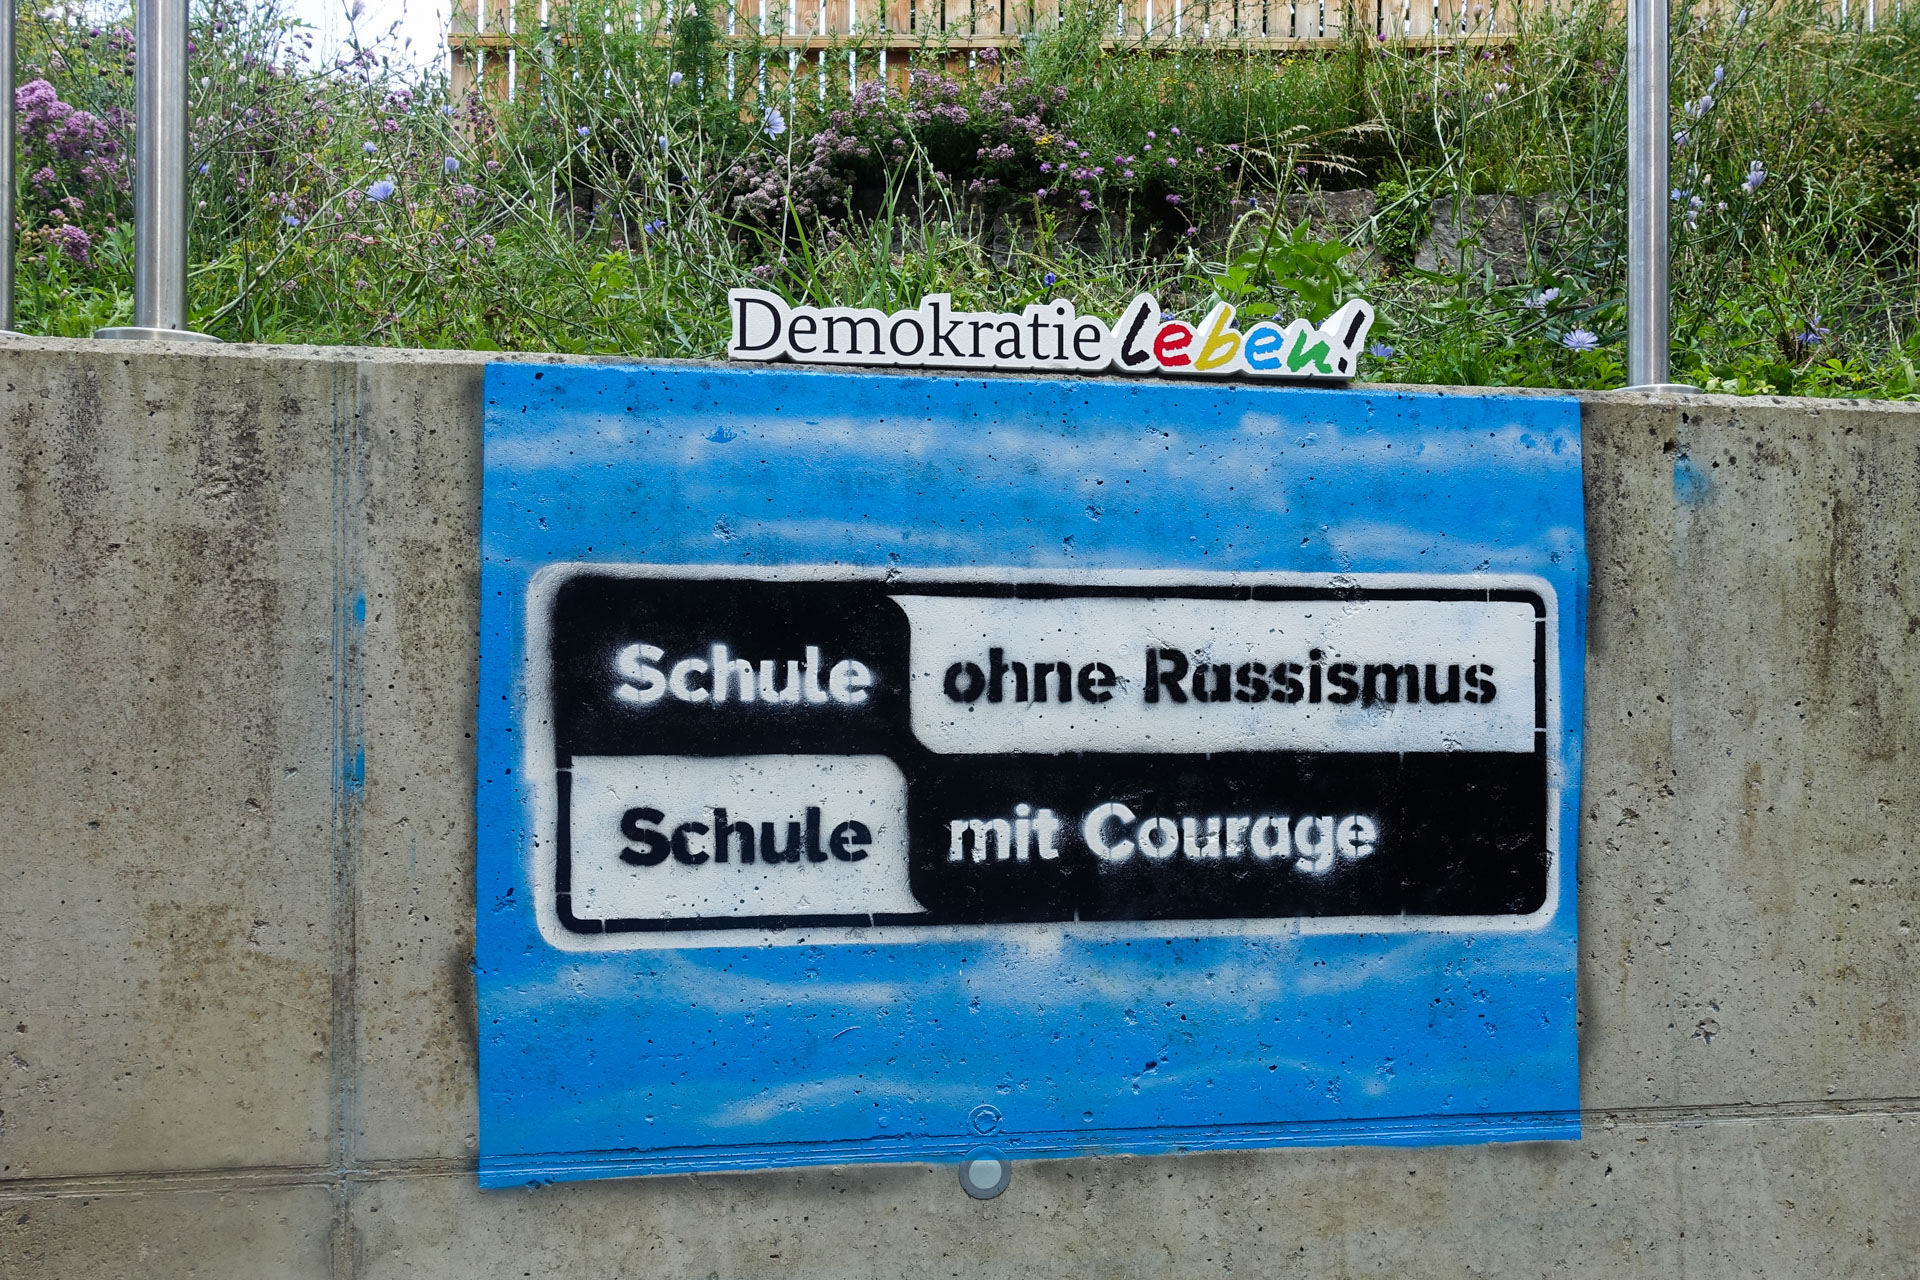 Demokratie leben!
Schule ohne Rassismus
Schule mit Courage